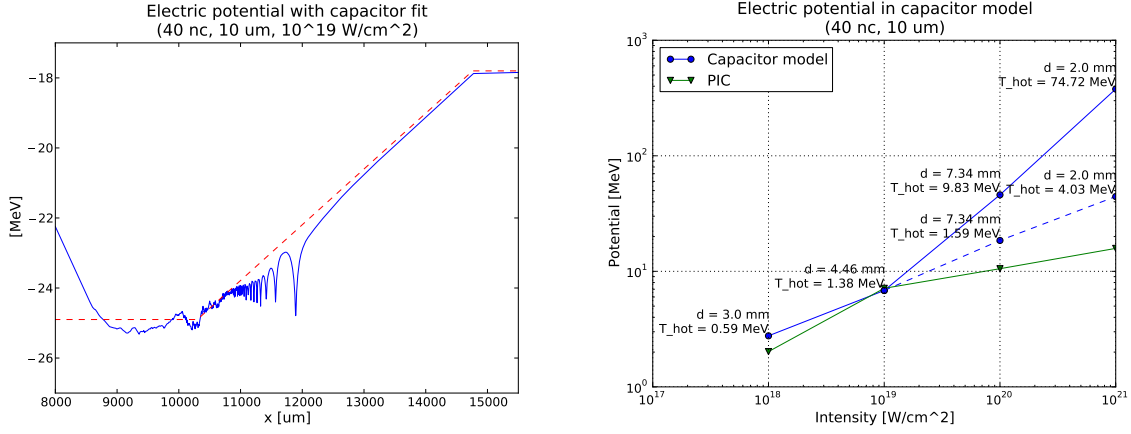 Electric potential with capacitor fit
(40 nc, 10 um, 10^19 W/cm^2)
[MeV]
−18
−20
−22
−24
−26
8000 9000 10000 11000 12000 13000 14000 15000
x [um]
Electric potential in capacitor model
(40 nc, 10 um)
Capacitor model
PIC
Potential [MeV]
10^3
10^2
10^1
10^0
d = 2.0 mm
T_hot = 74.72 MeV
d = 7.34 mm
T_hot = 9.83 MeV
d = 2.0 mm
T_hot = 4.03 MeV
d = 7.34 mm
T_hot = 1.59 MeV
d = 4.46 mm
T_hot = 1.38 MeV
d = 3.0 mm
T_hot = 0.59 MeV
10^17 10^18 10^19 10^20 10^21
Intensity [W/cm^2]